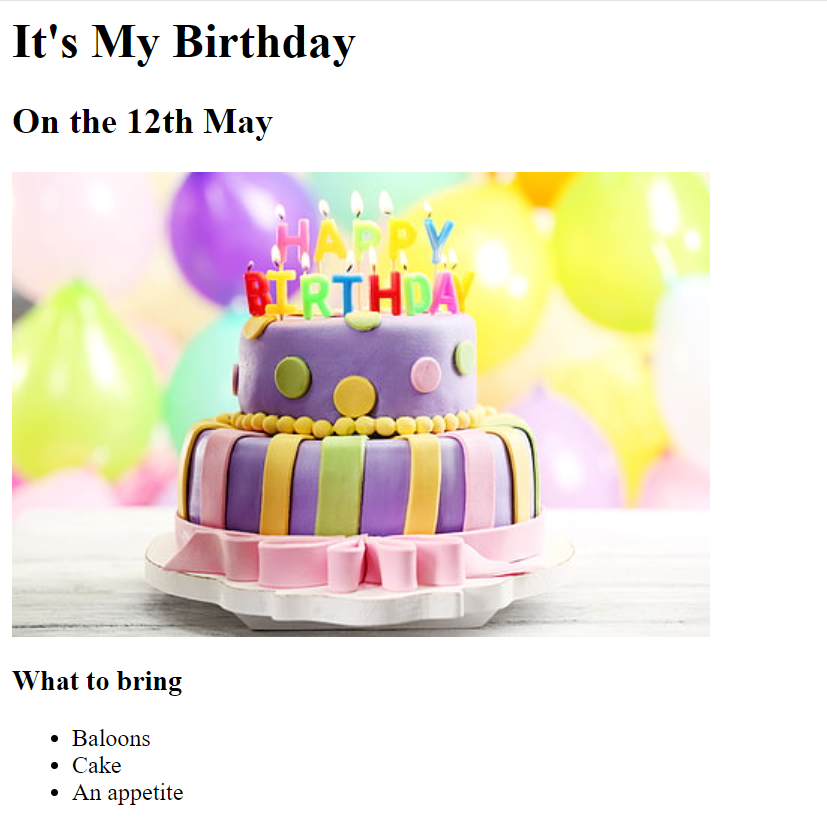 It's My Birthday
On the 12th May
HAPPY
BIRTHDAY
What to bring
Baloons
Cake
An appetite